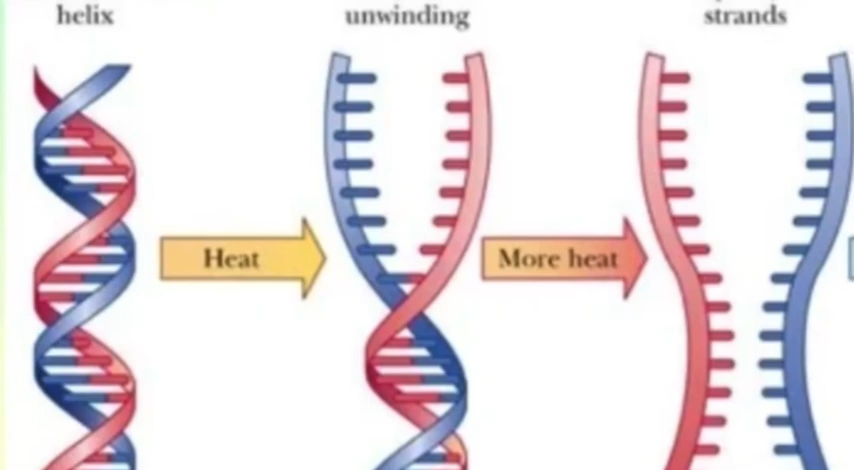 helix
unwinding
strands
Heat
More heat